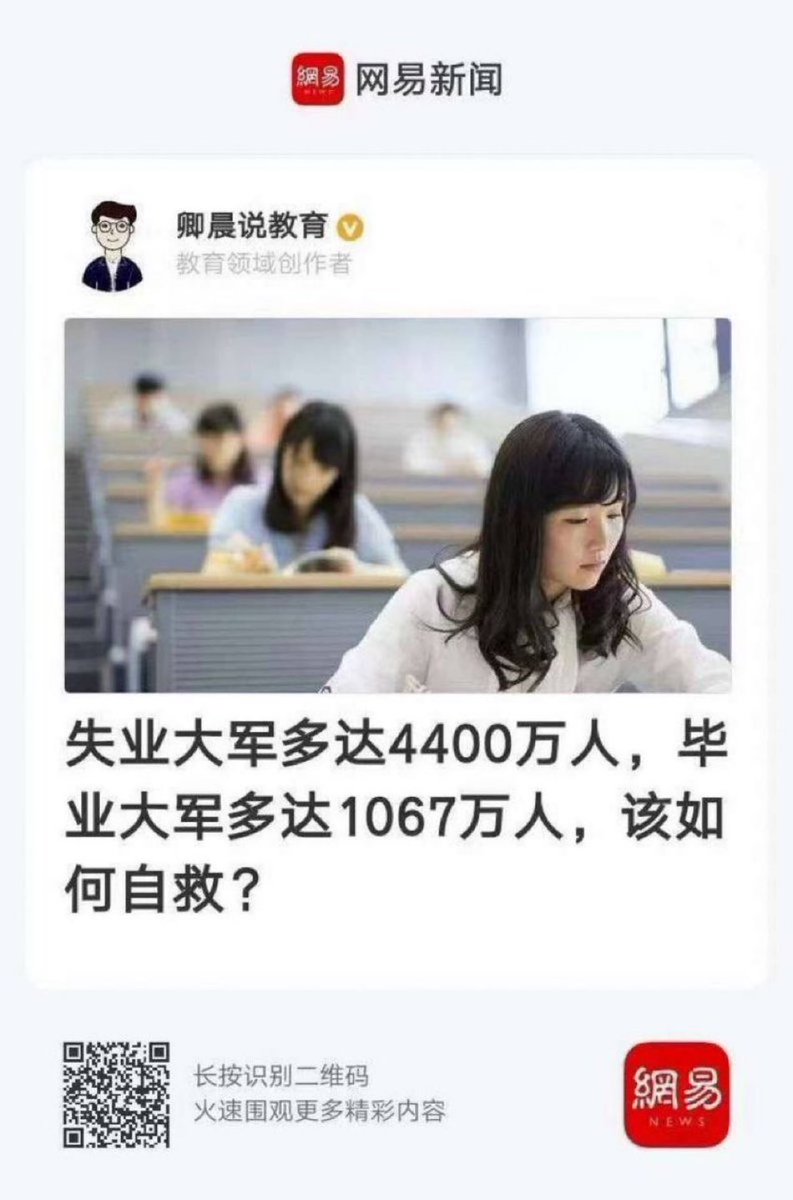 網易
NEWS
网易新闻
卿晨说教育
教育领域创作者
失业大军多达4400万人，毕
业大军多达1067万人，该如
何自救？
长按识别二维码
火速围观更多精彩内容
網易
NEWS